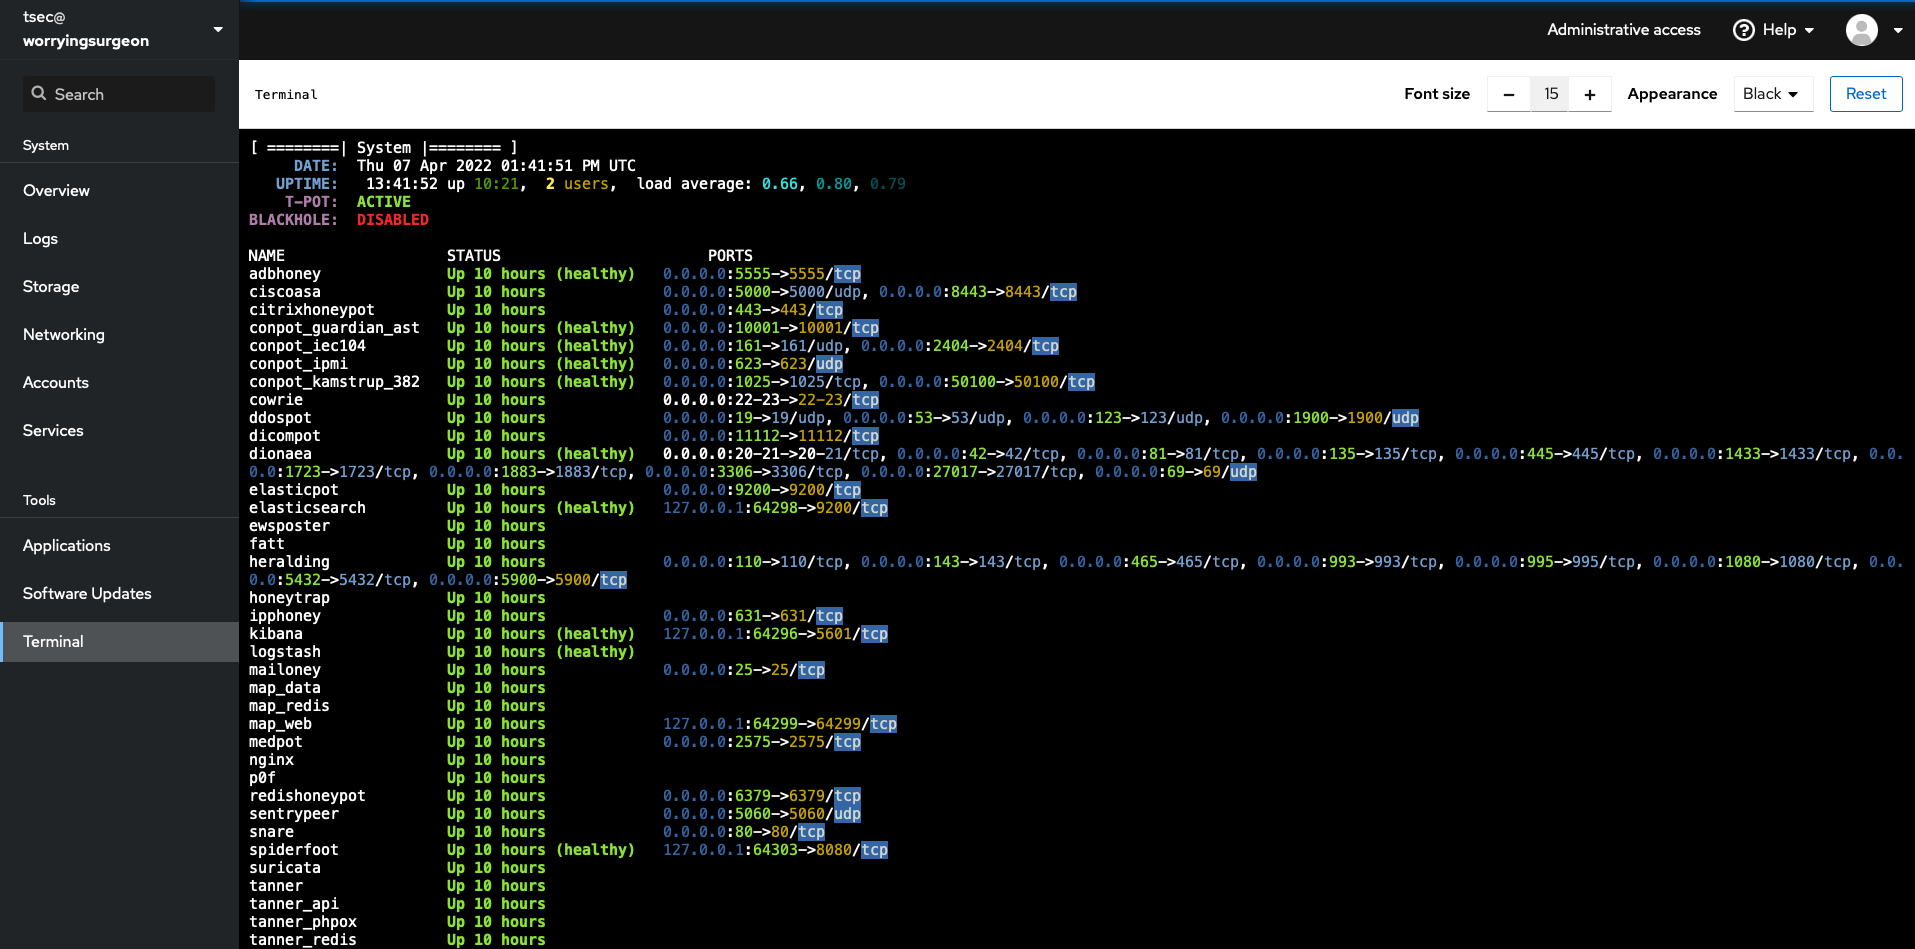 tsec@
worryingsurgeon
Administrative access
Help
Search
Terminal
Font size
15
Appearance
Black
Reset
System
Overview
Logs
Storage
Networking
Accounts
Services
Tools
Applications
Software Updates
Terminal
[ ========| System |======== ]
DATE: Thu 07 Apr 2022 01:41:51 PM UTC
UPTIME: 13:41:52 up 10:21, 2 users, load average: 0.66, 0.80, 0.79
T-POT: ACTIVE
BLACKHOLE: DISABLED
NAME STATUS PORTS
adbhoney Up 10 hours (healthy) 0.0.0.0:5555->5555/tcp
ciscoasa Up 10 hours 0.0.0.0:5000->5000/udp, 0.0.0.0:8443->8443/tcp
citrixhoneypot Up 10 hours 0.0.0.0:443->443/tcp
conpot_guardian_ast Up 10 hours (healthy) 0.0.0.0:10001->10001/tcp
conpot_iec104 Up 10 hours (healthy) 0.0.0.0:161->161/udp, 0.0.0.0:2404->2404/tcp
conpot_ipmi Up 10 hours (healthy) 0.0.0.0:623->623/udp
conpot_kamstrup_382 Up 10 hours (healthy) 0.0.0.0:1025->1025/tcp, 0.0.0.0:50100->50100/tcp
cowrie Up 10 hours 0.0.0.0:22-23->22-23/tcp
ddospot Up 10 hours 0.0.0.0:19->19/udp, 0.0.0.0:53->53/udp, 0.0.0.0:123->123/udp, 0.0.0.0:1900->1900/udp
dicompot Up 10 hours 0.0.0.0:11112->11112/tcp
dionaea Up 10 hours (healthy) 0.0.0.0:20-21->20-21/tcp, 0.0.0.0:42->42/tcp, 0.0.0.0:81->81/tcp, 0.0.0.0:135->135/tcp, 0.0.0.0:445->445/tcp, 0.0.0.0:1433->1433/tcp, 0.0.
0.0:1723->1723/tcp, 0.0.0.0:1883->1883/tcp, 0.0.0.0:3306->3306/tcp, 0.0.0.0:27017->27017/tcp, 0.0.0.0:69->69/udp
elasticpot Up 10 hours 0.0.0.0:9200->9200/tcp
elasticsearch Up 10 hours (healthy) 127.0.0.1:64298->9200/tcp
ewsposter Up 10 hours
fatt Up 10 hours
heralding Up 10 hours 0.0.0.0:110->110/tcp, 0.0.0.0:143->143/tcp, 0.0.0.0:465->465/tcp, 0.0.0.0:993->993/tcp, 0.0.0.0:995->995/tcp, 0.0.0.0:1080->1080/tcp, 0.0.
0.0:5432->5432/tcp, 0.0.0.0:5900->5900/tcp
honeytrap Up 10 hours
ipphoney Up 10 hours 0.0.0.0:631->631/tcp
kibana Up 10 hours (healthy) 127.0.0.1:64296->5601/tcp
logstash Up 10 hours (healthy)
mailoney Up 10 hours 0.0.0.0:25->25/tcp
map_data Up 10 hours
map_redis Up 10 hours
map_web Up 10 hours 127.0.0.1:64299->64299/tcp
medpot Up 10 hours 0.0.0.0:2575->2575/tcp
nginx Up 10 hours
p0f Up 10 hours
redishoneypot Up 10 hours 0.0.0.0:6379->6379/tcp
sentrypeer Up 10 hours 0.0.0.0:5060->5060/udp
snare Up 10 hours 0.0.0.0:80->80/tcp
spiderfoot Up 10 hours (healthy) 127.0.0.1:64303->8080/tcp
suricata Up 10 hours
tanner Up 10 hours
tanner_api Up 10 hours
tanner_phpox Up 10 hours
tanner_redis Up 10 hours